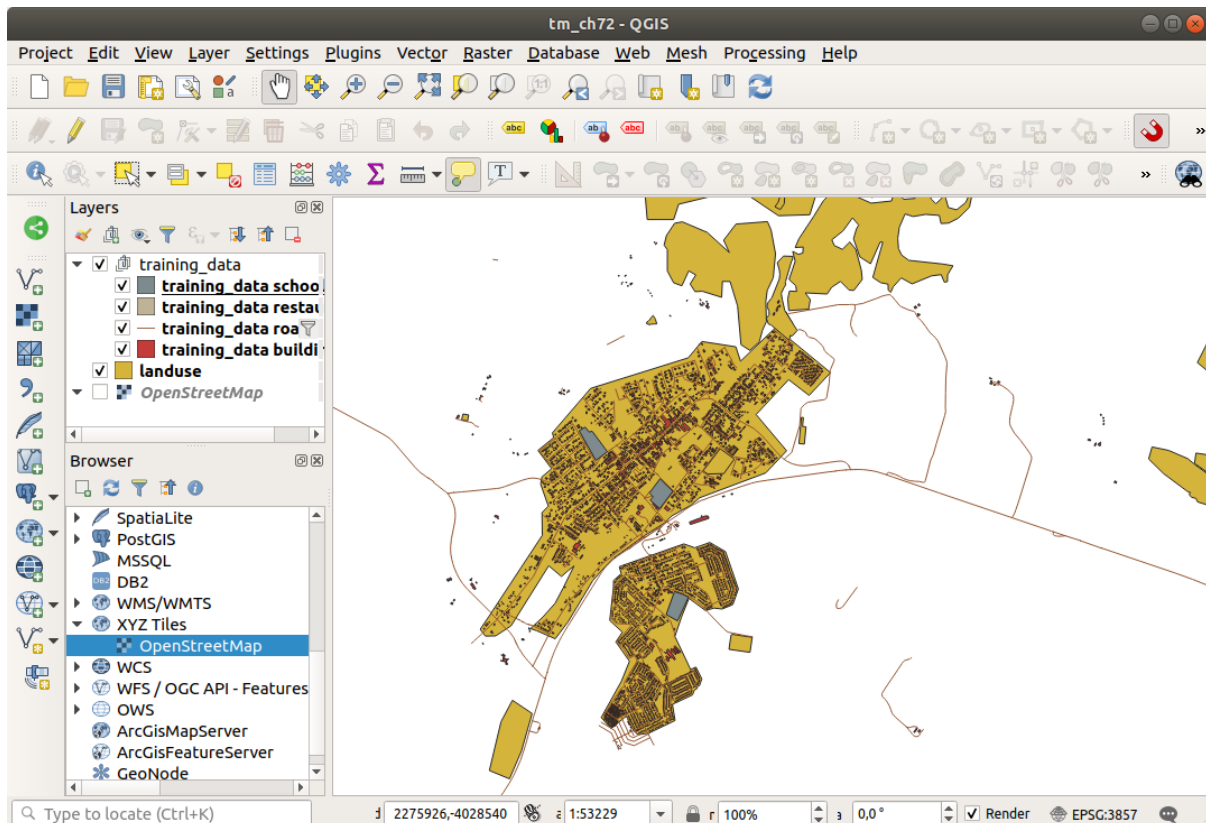 tm_ch72 - QGIS
Project Edit View Layer Settings Plugins Vector Raster Database Web Mesh Processing Help
Layers
training_data
training_data schoo
training_data restau
training_data roa
training_data buildi
landuse
OpenStreetMap
Browser
SpatiaLite
PostGIS
MSSQL
DB2
WMS/WMTS
XYZ Tiles
OpenStreetMap
WCS
WFS / OGC API - Features
OWS
ArcGisMapServer
ArcGisFeatureServer
GeoNode
Type to locate (Ctrl+K) 2275926,-4028540 1:53229 100% 0,0 ° Render EPSG:3857